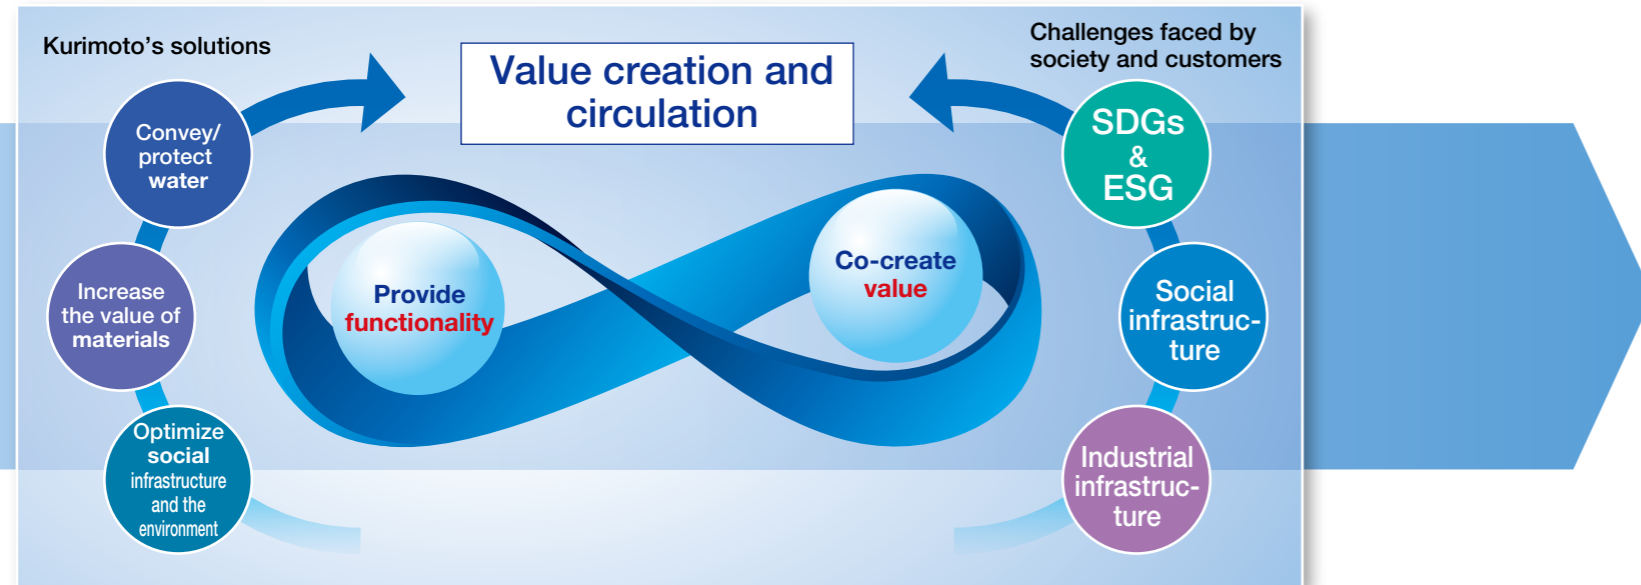 Kurimoto's solutions
Convey/
protect
water
Increase
the value of
materials
Optimize
social
infrastructure
and the
environment
Value creation and
circulation
Provide
functionality
Co-create
value
Challenges faced by
society and customers
SDGs
&
ESG
Social
infrastruc-
ture
Industrial
infrastruc-
ture